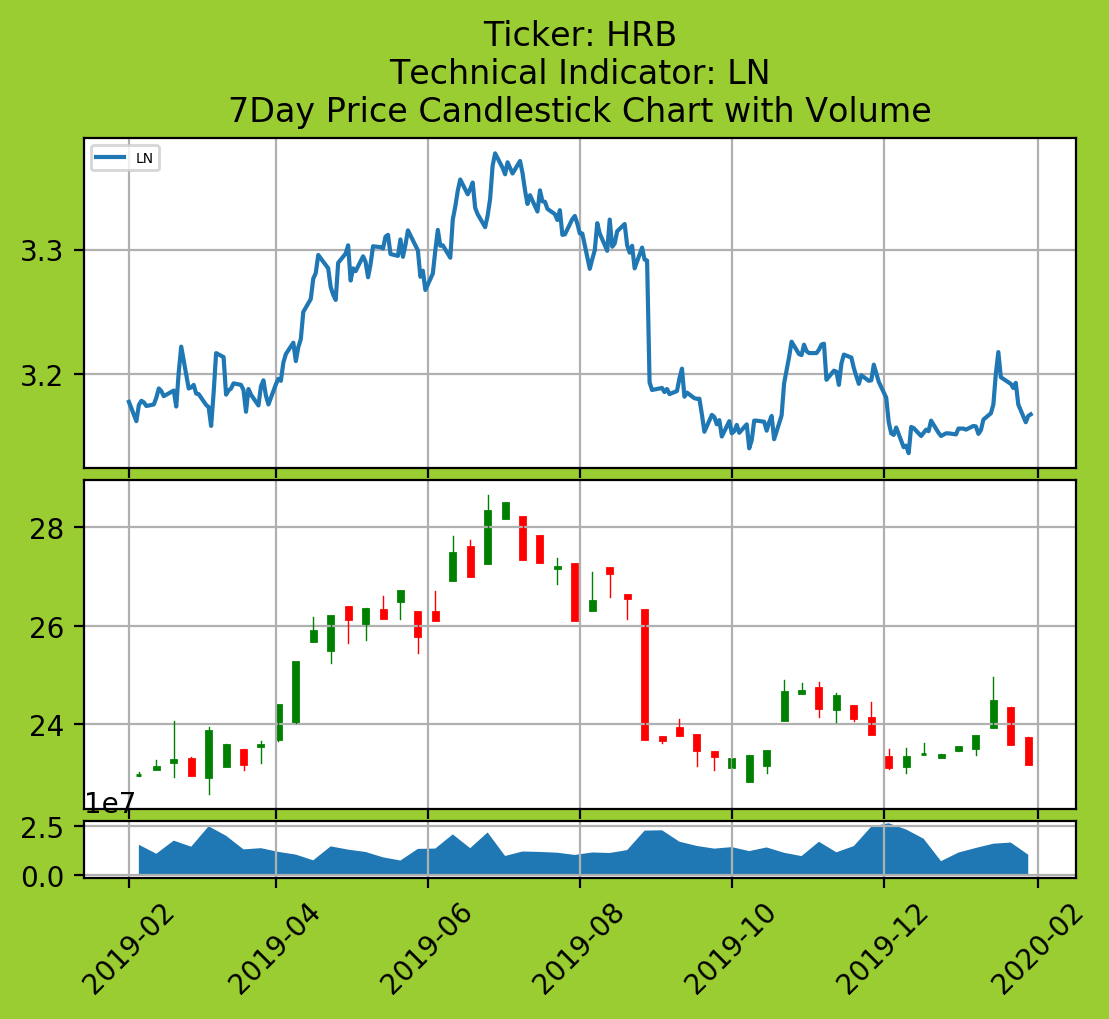 Ticker: HRB
Technical Indicator: LN
7Day Price Candlestick Chart with Volume
LN
3.3
3.2
28
26
24
1e7
2.5
0.0
2019-02
2019-04
2019-06
2019-08
2019-10
2019-12
2020-02